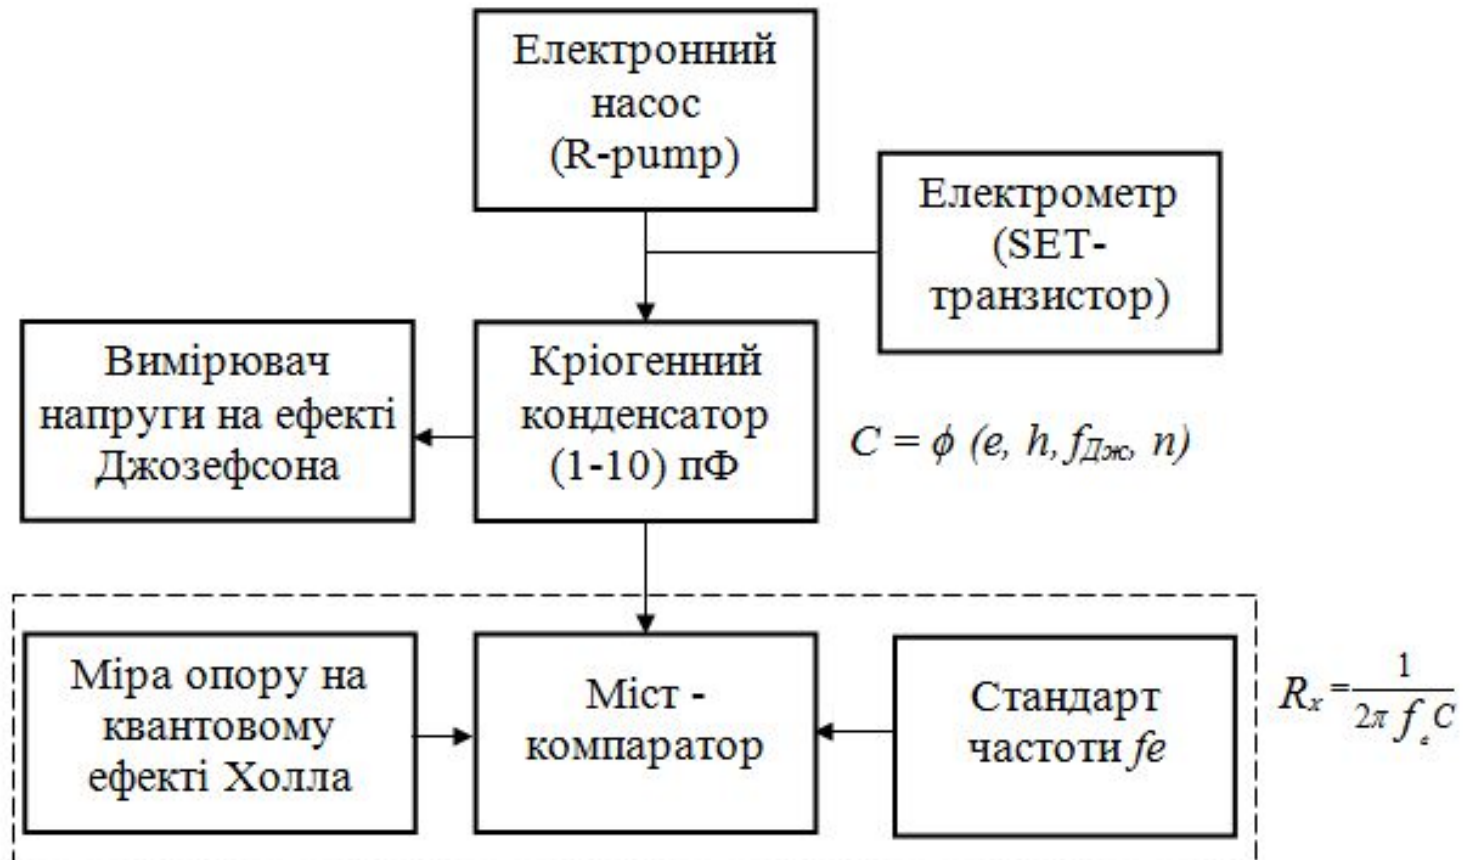 Електронний
насос
(R-pump)
Електрометр
(SET-
транзистор)
Вимірювач
напруги на ефекті
Джозефсона
Кріогенний
конденсатор
(1-10) пФ
C = ϕ (e, h, fДж, n)
Міра опору на
квантовому
ефекті Холла
Міст -
компаратор
Стандарт
частоти fe
Rx = 1 / 2π fe C